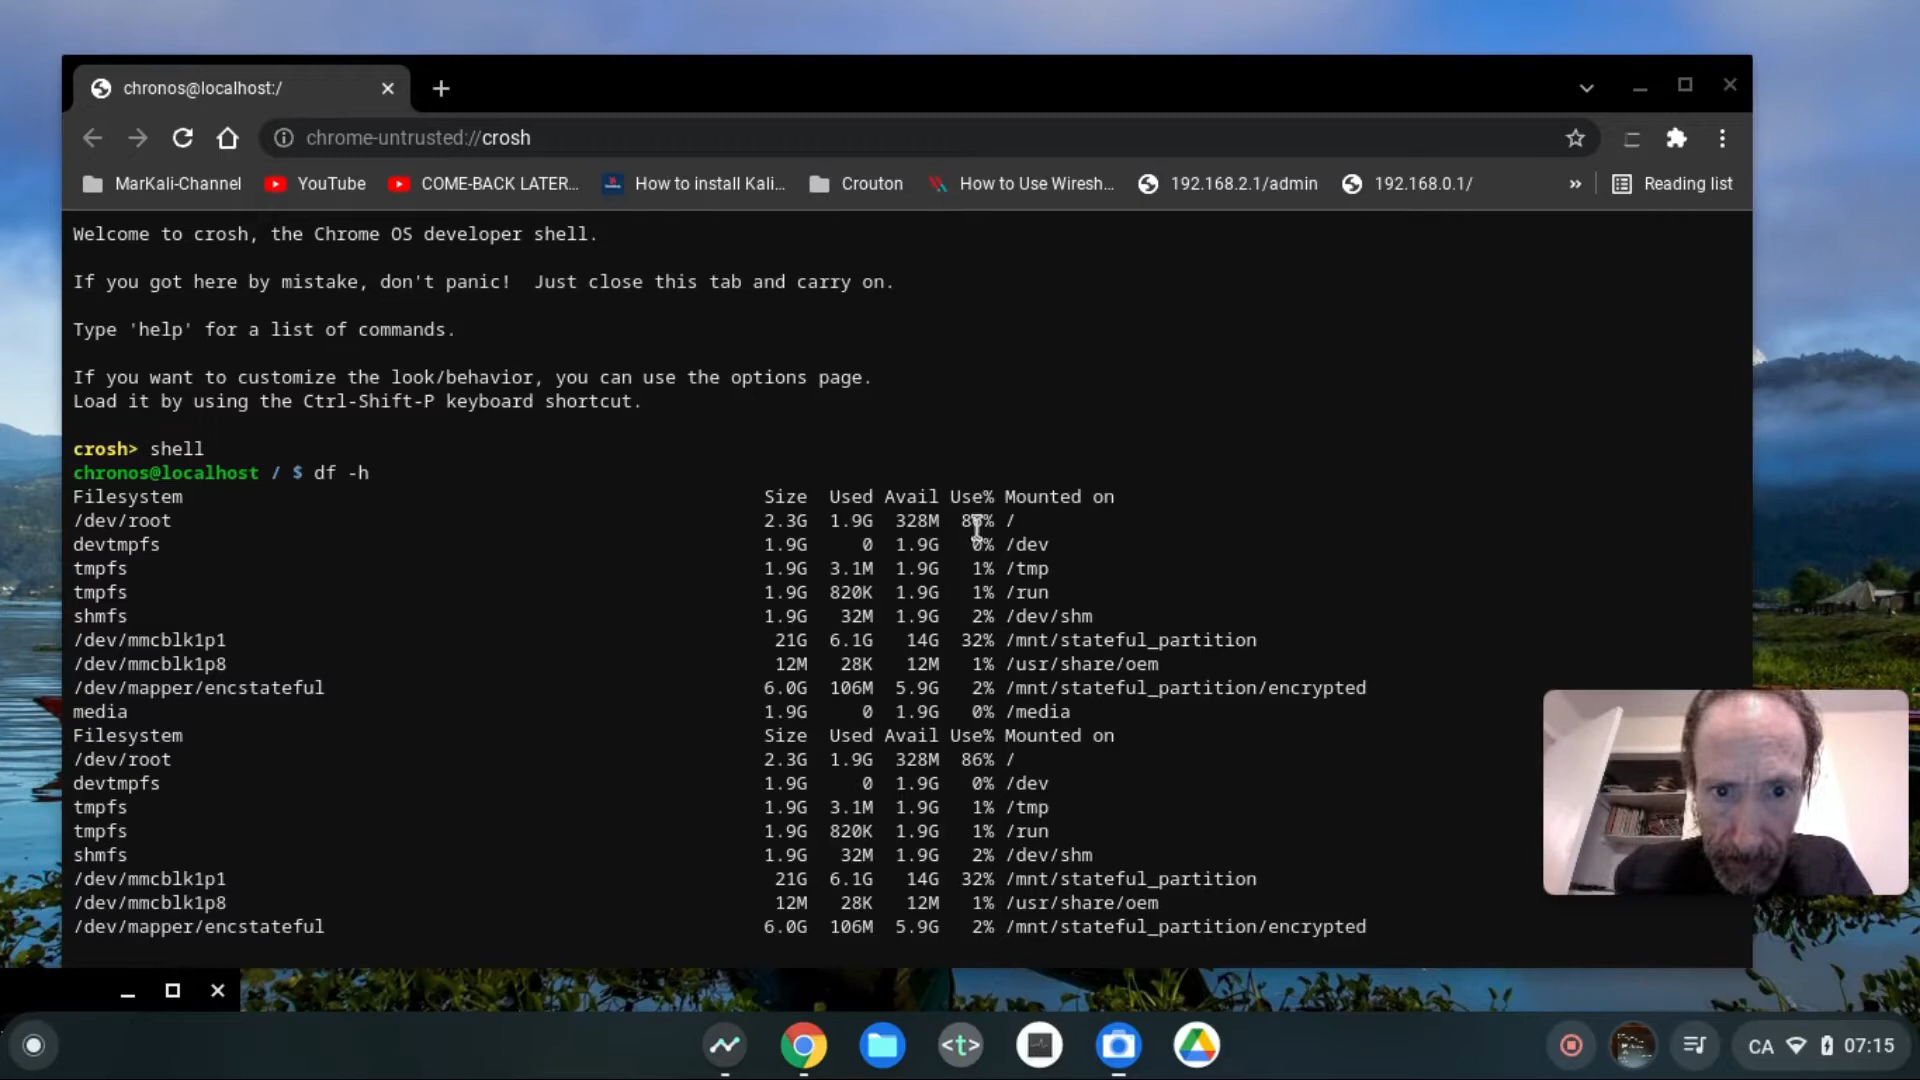 chronos@localhost:/
chrome-untrusted://crosh
MarKali-Channel YouTube COME-BACK LATER... How to install Kali... Crouton How to Use Wiresh... 192.168.2.1/admin 192.168.0.1/ » Reading list
Welcome to crosh, the Chrome OS developer shell.
If you got here by mistake, don't panic!  Just close this tab and carry on.
Type 'help' for a list of commands.
If you want to customize the look/behavior, you can use the options page.
Load it by using the Ctrl-Shift-P keyboard shortcut.
crosh> shell
chronos@localhost / $ df -h
Filesystem Size Used Avail Use% Mounted on
/dev/root 2.3G 1.9G 328M /
devtmpfs 1.9G 0 1.9G 0% /dev
tmpfs 1.9G 3.1M 1.9G 1% /tmp
tmpfs 1.9G 820K 1.9G 1% /run
shmfs 1.9G 32M 1.9G 2% /dev/shm
/dev/mmcblk1p1 21G 6.1G 14G 32% /mnt/stateful_partition
/dev/mmcblk1p8 12M 28K 12M 1% /usr/share/oem
/dev/mapper/encstateful 6.0G 106M 5.9G 2% /mnt/stateful_partition/encrypted
media 1.9G 0 1.9G 0% /media
Filesystem Size Used Avail Use% Mounted on
/dev/root 2.3G 1.9G 328M 86% /
devtmpfs 1.9G 0 1.9G 0% /dev
tmpfs 1.9G 3.1M 1.9G 1% /tmp
tmpfs 1.9G 820K 1.9G 1% /run
shmfs 1.9G 32M 1.9G 2% /dev/shm
/dev/mmcblk1p1 21G 6.1G 14G 32% /mnt/stateful_partition
/dev/mmcblk1p8 12M 28K 12M 1% /usr/share/oem
/dev/mapper/encstateful 6.0G 106M 5.9G 2% /mnt/stateful_partition/encrypted
<t>
CA 07:15